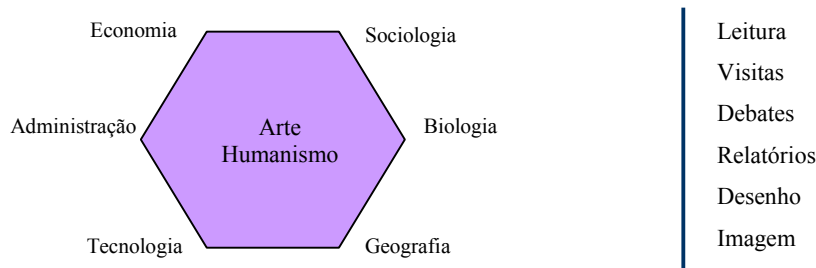 Economia
Sociologia
Administração
Arte
Humanismo
Biologia
Tecnologia
Geografia
Leitura
Visitas
Debates
Relatórios
Desenho
Imagem